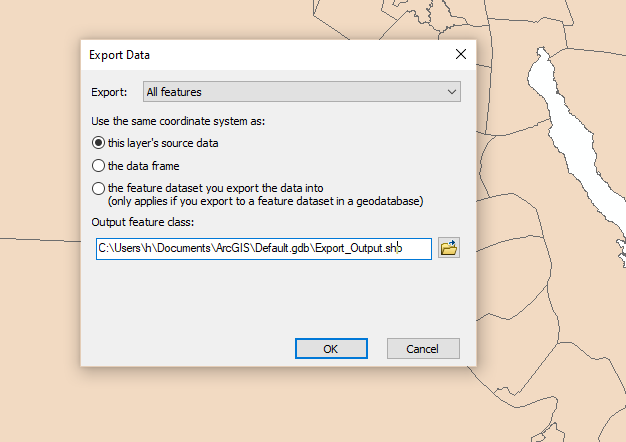 Export Data
Export: All features
Use the same coordinate system as:
this layer's source data
the data frame
the feature dataset you export the data into
(only applies if you export to a feature dataset in a geodatabase)
Output feature class:
C:\Users\h\Documents\ArcGIS\Default.gdb\Export_Output.shp
OK Cancel